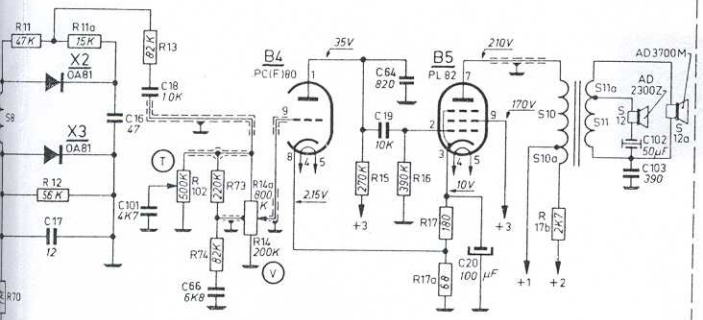 R11
47K
R11a
15K
X2
OA81
S8
X3
OA81
R12
56K
C17
12
R70
C16
47
82K
R13
C18
10K
T
500K
R
102
C101
4K7
220K
R73
R14a
800
K
R14
200K
82K
R74
C66
6K8
V
B4
PC(F)80
1
9
8
4
5
2,15V
35V
C64
820
C19
10K
270K
R15
+3
390K
R16
B5
PL 82
7
2
9
3
4
5
10V
210V
170V
+3
R17
180
R17a
68
C20
100 µF
S10
S10a
+1
R
17b
2K7
+2
S11a
S11
AD
2300Z
S
12
AD3700M
S
12a
C102
50µF
C103
390